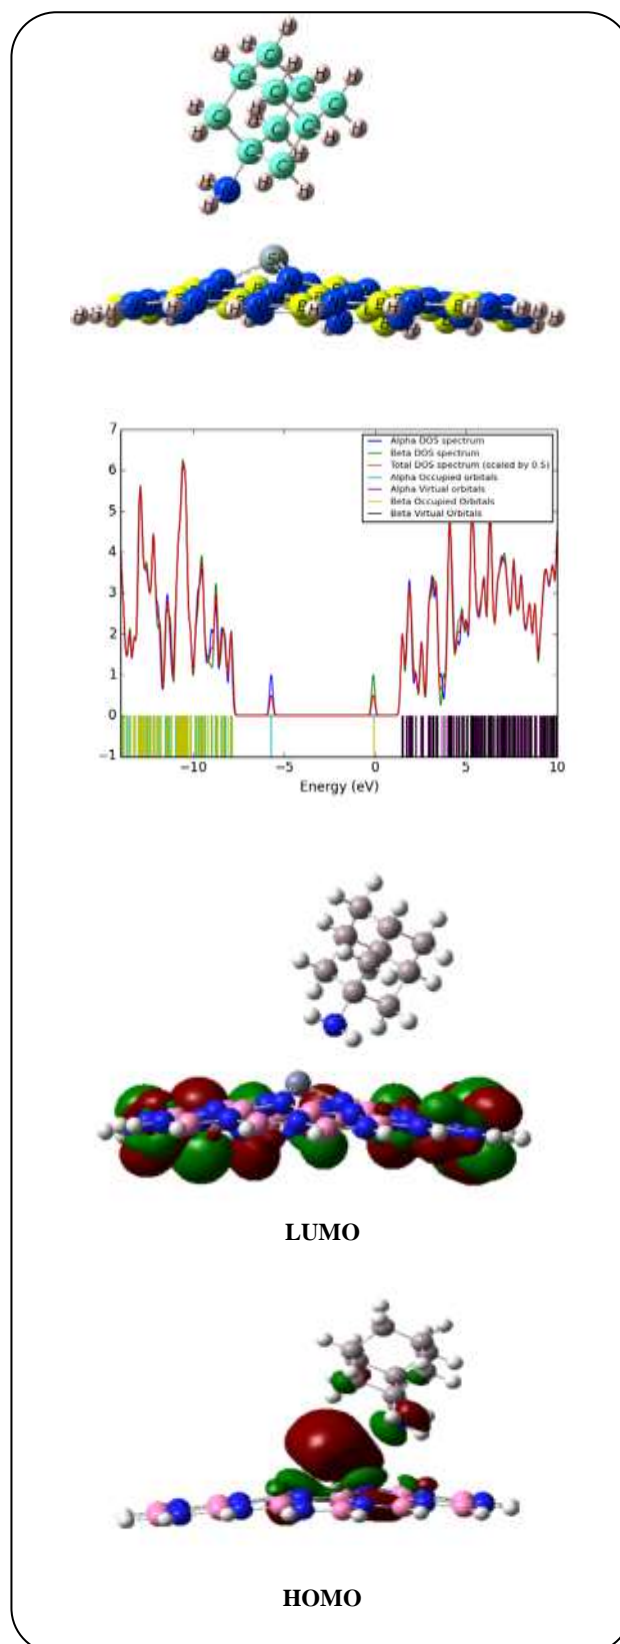 7
Alpha DOS spectrum
Beta DOS spectrum
Total DOS spectrum (scaled by 0.5)
Alpha Occupied orbitals
Alpha Virtual orbitals
Beta Occupied Orbitals
Beta Virtual Orbitals
6
5
4
3
2
1
0
−1
−10
−5
0
5
10
Energy (eV)
LUMO
HOMO